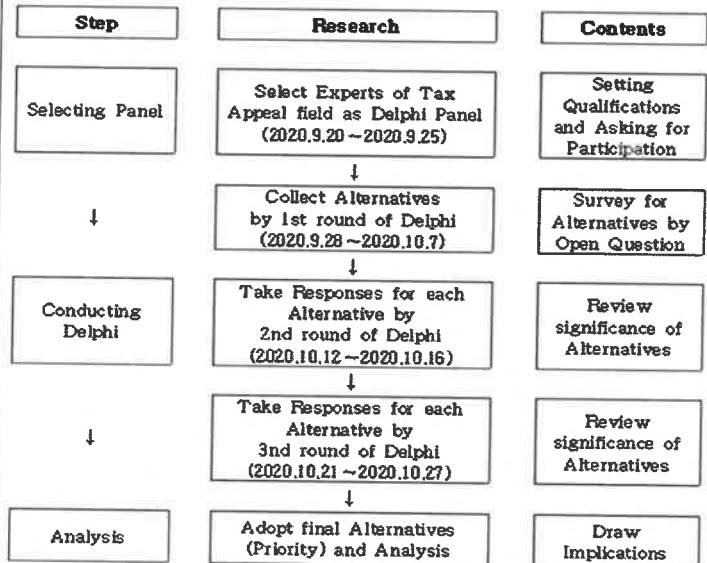 Step
Research
Contents
Selecting Panel
Select Experts of Tax
Appeal field as Delphi Panel
(2020.9.20~2020.9.25)
Setting
Qualifications
and Asking for
Participation
↓
↓
Collect Alternatives
by 1st round of Delphi
(2020.9.28~2020.10.7)
Survey for
Alternatives by
Open Question
↓
Conducting
Delphi
Take Responses for each
Alternative by
2nd round of Delphi
(2020.10.12~2020.10.16)
Review
significance of
Alternatives
↓
↓
Take Responses for each
Alternative by
3nd round of Delphi
(2020.10.21~2020.10.27)
Review
significance of
Alternatives
↓
Analysis
Adopt final Alternatives
(Priority) and Analysis
Draw
Implications